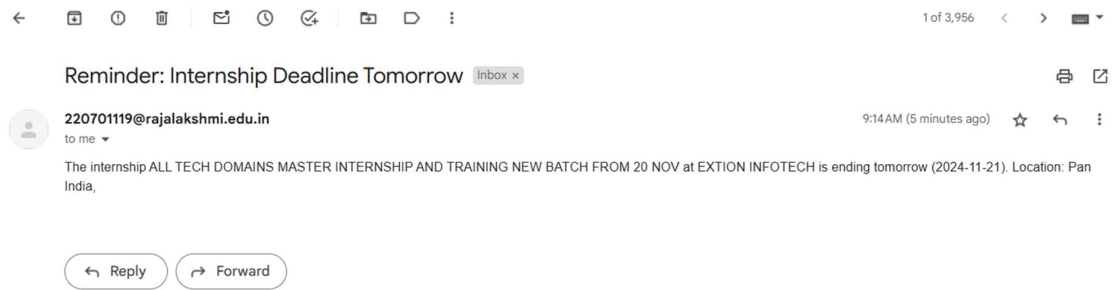 1 of 3,956
Reminder: Internship Deadline Tomorrow Inbox ×
220701119@rajalakshmi.edu.in 9:14 AM (5 minutes ago)
to me
The internship ALL TECH DOMAINS MASTER INTERNSHIP AND TRAINING NEW BATCH FROM 20 NOV at EXTION INFOTECH is ending tomorrow (2024-11-21). Location: Pan
India,
Reply Forward